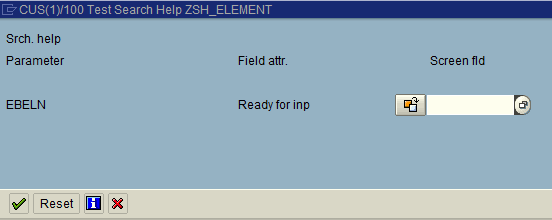 CUS(1)/100 Test Search Help ZSH_ELEMENT
Srch. help
Parameter Field attr. Screen fld
EBELN Ready for inp
Reset